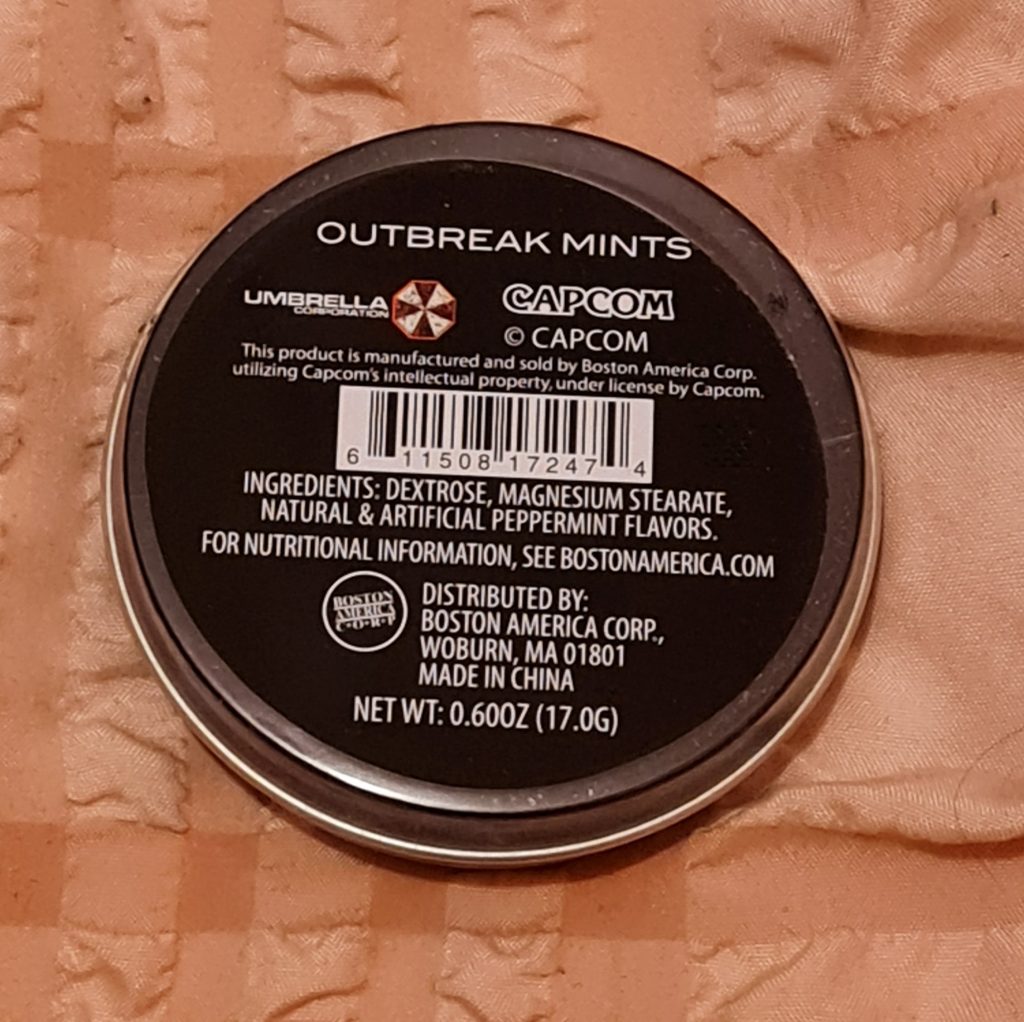 OUTBREAK MINTS
UMBRELLA
CORPORATION
CAPCOM
© CAPCOM
This product is manufactured and sold by Boston America Corp.
utilizing Capcom's intellectual property, under license by Capcom.
6 11508 17247 4
INGREDIENTS: DEXTROSE, MAGNESIUM STEARATE,
NATURAL & ARTIFICIAL PEPPERMINT FLAVORS.
FOR NUTRITIONAL INFORMATION, SEE BOSTONAMERICA.COM
BOSTON
AMERICA
C·O·R·P
DISTRIBUTED BY:
BOSTON AMERICA CORP.,
WOBURN, MA 01801
MADE IN CHINA
NET WT: 0.60OZ (17.0G)